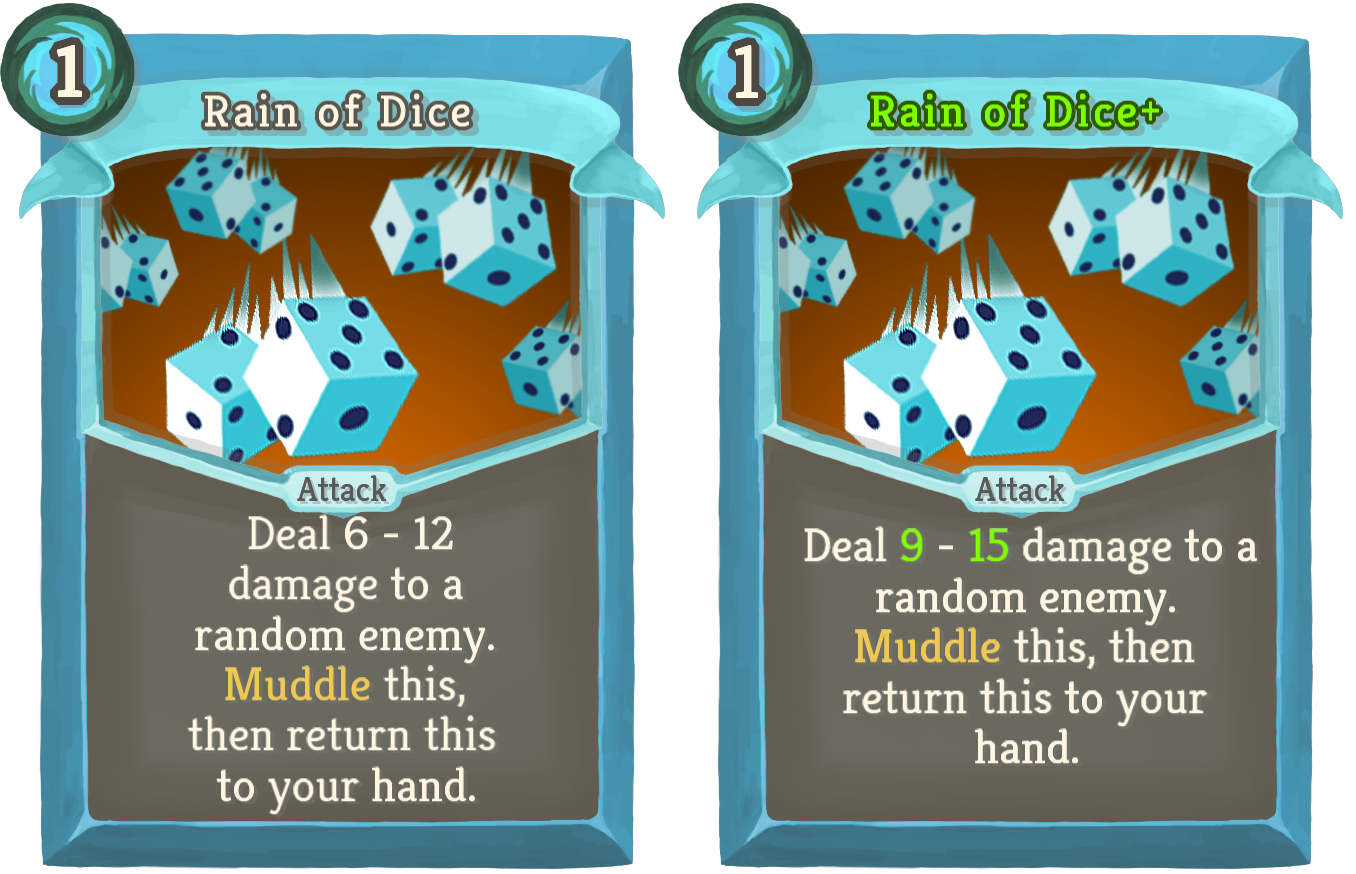 1
Rain of Dice
Attack
Deal 6 - 12
damage to a
random enemy.
Muddle this,
then return this
to your hand.
1
Rain of Dice+
Attack
Deal 9 - 15 damage to a
random enemy.
Muddle this, then
return this to your
hand.